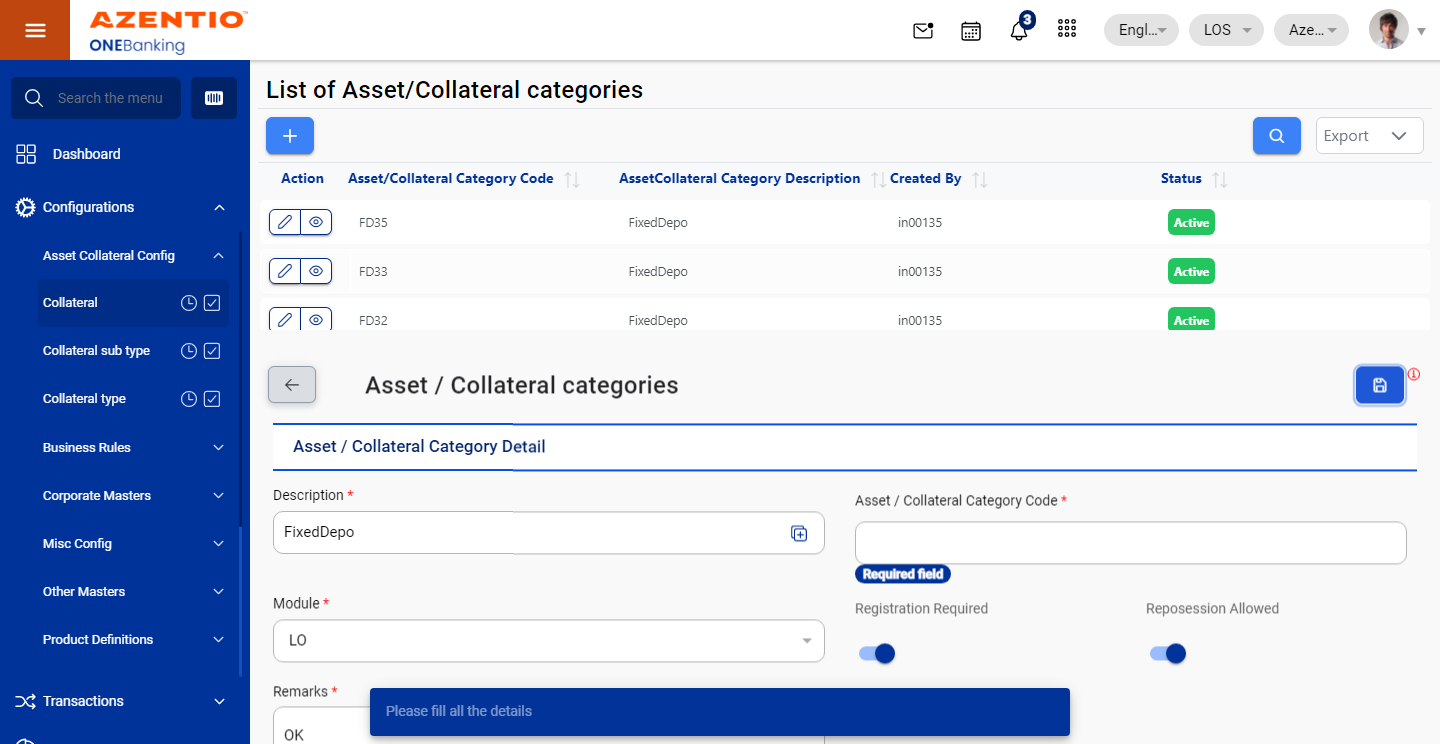 AZENTIO™
ONEBanking
3
Engl...
LOS
Aze...
Search the menu
Dashboard
Configurations
Asset Collateral Config
Collateral
Collateral sub type
Collateral type
Business Rules
Corporate Masters
Misc Config
Other Masters
Product Definitions
Transactions
List of Asset/Collateral categories
Export
Action Asset/Collateral Category Code AssetCollateral Category Description Created By Status
FD35 FixedDepo in00135 Active
FD33 FixedDepo in00135 Active
FD32 FixedDepo in00135 Active
Asset / Collateral categories
Asset / Collateral Category Detail
Description *
FixedDepo
Asset / Collateral Category Code *
Required field
Module *
LO
Registration Required
Reposession Allowed
Remarks *
OK
Please fill all the details